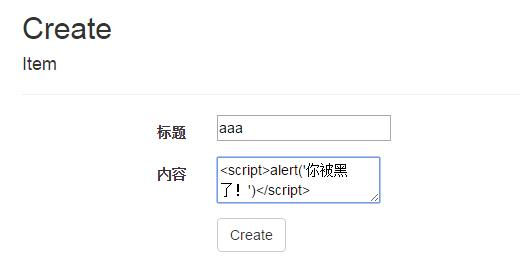 Create
Item
标题 aaa
内容 <script>alert('你被黑
了！')</script>
Create